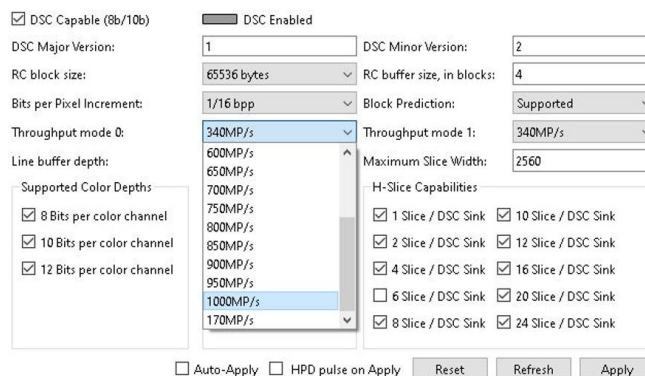 DSC Capable (8b/10b) DSC Enabled
DSC Major Version: 1 DSC Minor Version: 2
RC block size: 65536 bytes RC buffer size, in blocks: 4
Bits per Pixel Increment: 1/16 bpp Block Prediction: Supported
Throughput mode 0: 340MP/s Throughput mode 1: 340MP/s
Line buffer depth: Maximum Slice Width: 2560
600MP/s
650MP/s
700MP/s
750MP/s
800MP/s
850MP/s
900MP/s
950MP/s
1000MP/s
170MP/s
Supported Color Depths
8 Bits per color channel
10 Bits per color channel
12 Bits per color channel
H-Slice Capabilities
1 Slice / DSC Sink 10 Slice / DSC Sink
2 Slice / DSC Sink 12 Slice / DSC Sink
4 Slice / DSC Sink 16 Slice / DSC Sink
6 Slice / DSC Sink 20 Slice / DSC Sink
8 Slice / DSC Sink 24 Slice / DSC Sink
Auto-Apply HPD pulse on Apply Reset Refresh Apply